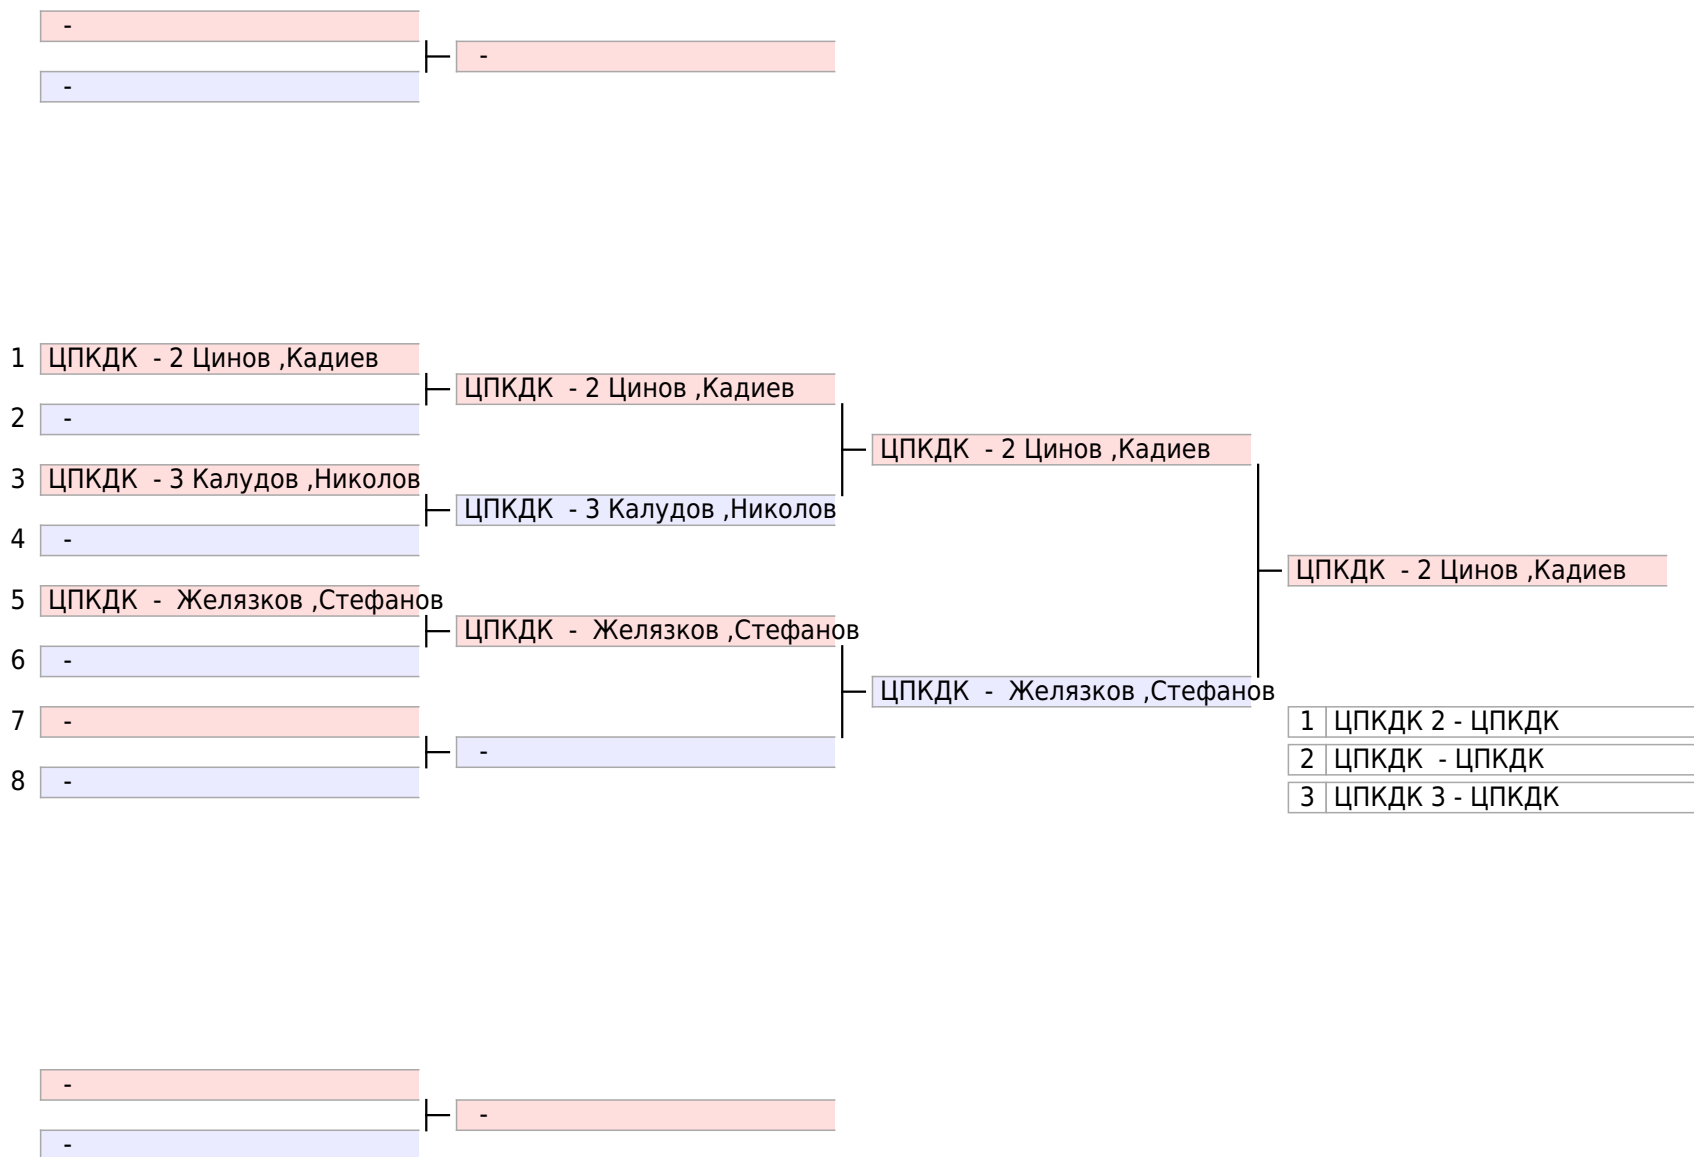 -
-
-
1 ЦПКДК - 2 Цинов ,Кадиев
ЦПКДК - 2 Цинов ,Кадиев
2 -
ЦПКДК - 2 Цинов ,Кадиев
3 ЦПКДК - 3 Калудов ,Николов
ЦПКДК - 3 Калудов ,Николов
4 -
ЦПКДК - 2 Цинов ,Кадиев
5 ЦПКДК - Желязков ,Стефанов
ЦПКДК - Желязков ,Стефанов
6 -
ЦПКДК - Желязков ,Стефанов
7 -
1 ЦПКДК 2 - ЦПКДК
-
2 ЦПКДК - ЦПКДК
8 -
3 ЦПКДК 3 - ЦПКДК
-
-
-